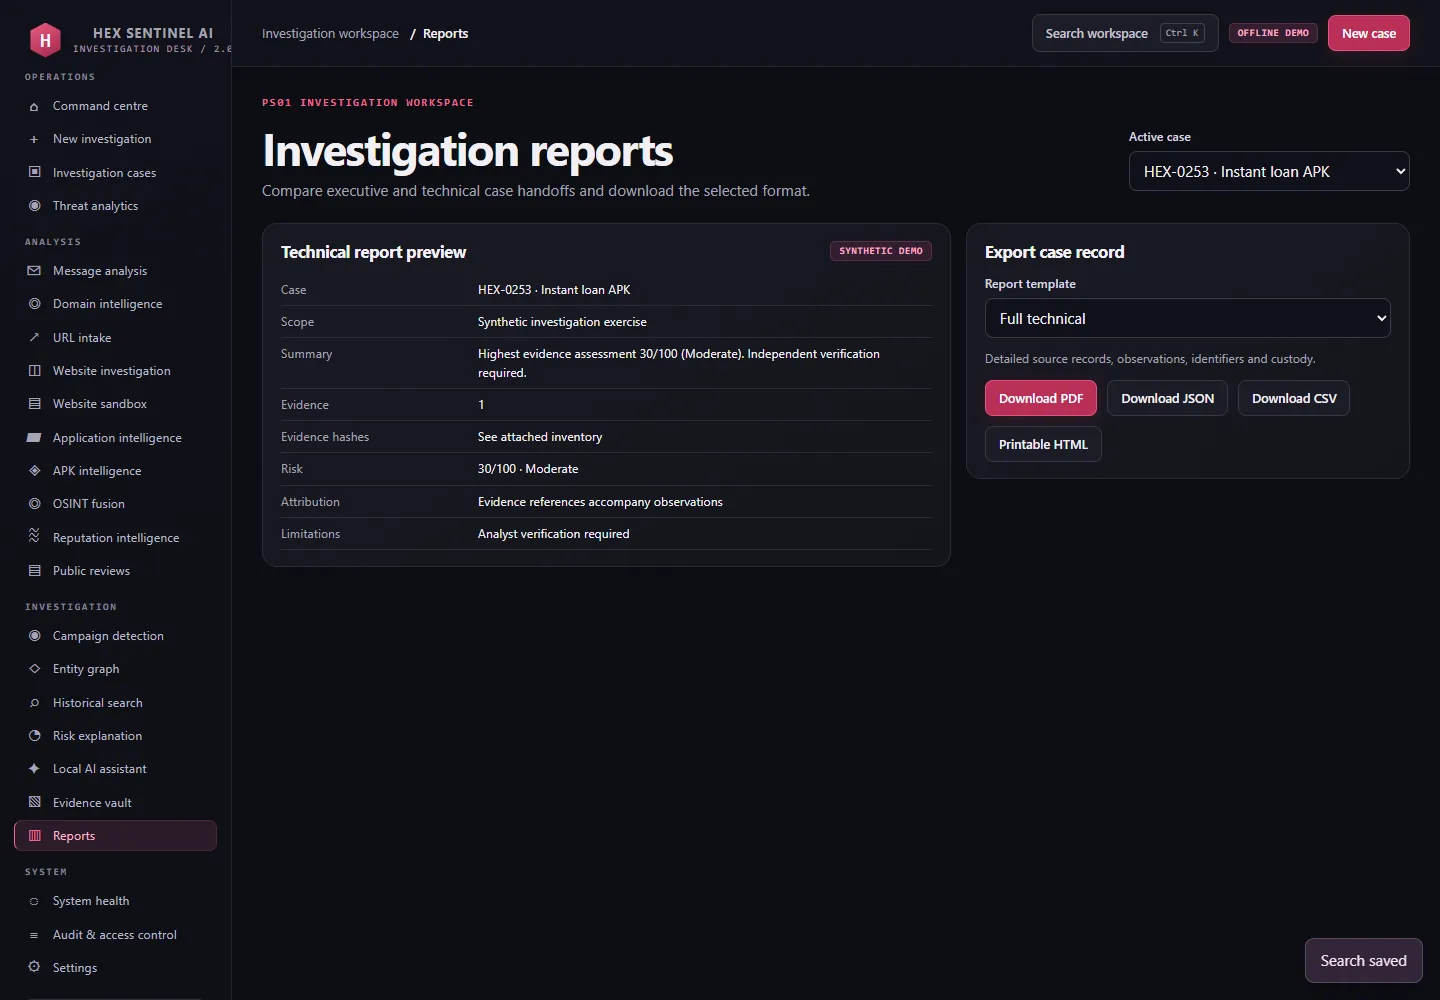 H
HEX SENTINEL AI
INVESTIGATION DESK / 2.0
OPERATIONS
Command centre
New investigation
Investigation cases
Threat analytics
ANALYSIS
Message analysis
Domain intelligence
URL intake
Website investigation
Website sandbox
Application intelligence
APK intelligence
OSINT fusion
Reputation intelligence
Public reviews
INVESTIGATION
Campaign detection
Entity graph
Historical search
Risk explanation
Local AI assistant
Evidence vault
Reports
SYSTEM
System health
Audit & access control
Settings
Investigation workspace / Reports
Search workspace Ctrl K
OFFLINE DEMO
New case
PS01 INVESTIGATION WORKSPACE
Investigation reports
Compare executive and technical case handoffs and download the selected format.
Active case
HEX-0253 · Instant loan APK
Technical report preview
SYNTHETIC DEMO
Case HEX-0253 · Instant loan APK
Scope Synthetic investigation exercise
Summary Highest evidence assessment 30/100 (Moderate). Independent verification
required.
Evidence 1
Evidence hashes See attached inventory
Risk 30/100 · Moderate
Attribution Evidence references accompany observations
Limitations Analyst verification required
Export case record
Report template
Full technical
Detailed source records, observations, identifiers and custody.
Download PDF
Download JSON
Download CSV
Printable HTML
Search saved